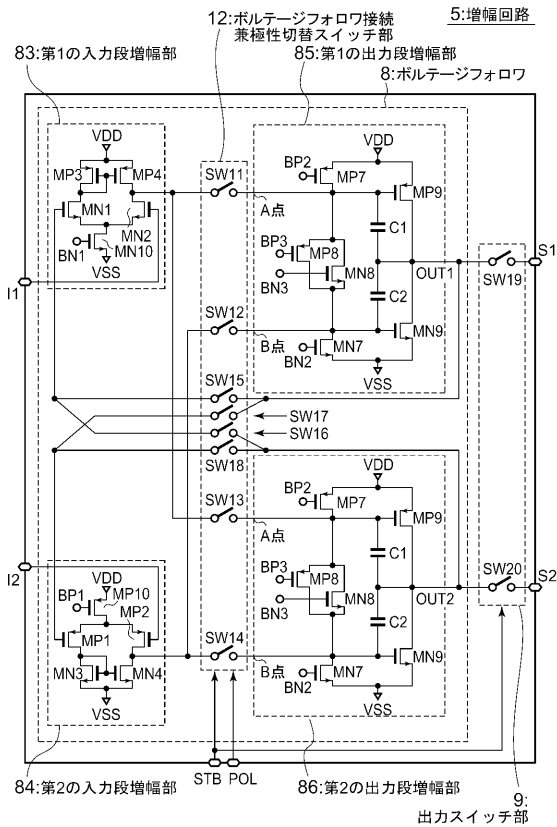 12:ボルテージフォロワ接続
兼極性切替スイッチ部
5:増幅回路
83:第1の入力段増幅部
85:第1の出力段増幅部
8:ボルテージフォロワ
VDD
MP3
MP4
MN1
MN2
BN1
MN10
VSS
I1
SW11
SW12
A点
B点
VDD
BP2
MP7
MP9
C1
BP3
MP8
MN8
BN3
OUT1
C2
BN2
MN7
MN9
VSS
S1
SW19
SW15
SW17
SW16
SW18
SW13
SW14
A点
B点
VDD
BP2
MP7
MP9
C1
BP3
MP8
MN8
BN3
OUT2
C2
BN2
MN7
MN9
VSS
S2
SW20
I2
VDD
BP1
MP10
MP2
MP1
MN3
MN4
VSS
STB
POL
84:第2の入力段増幅部
86:第2の出力段増幅部
9:
出力スイッチ部